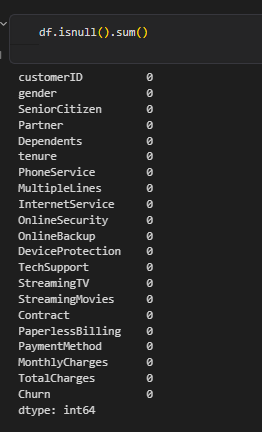 df.isnull().sum()
customerID 0
gender 0
SeniorCitizen 0
Partner 0
Dependents 0
tenure 0
PhoneService 0
MultipleLines 0
InternetService 0
OnlineSecurity 0
OnlineBackup 0
DeviceProtection 0
TechSupport 0
StreamingTV 0
StreamingMovies 0
Contract 0
PaperlessBilling 0
PaymentMethod 0
MonthlyCharges 0
TotalCharges 0
Churn 0
dtype: int64